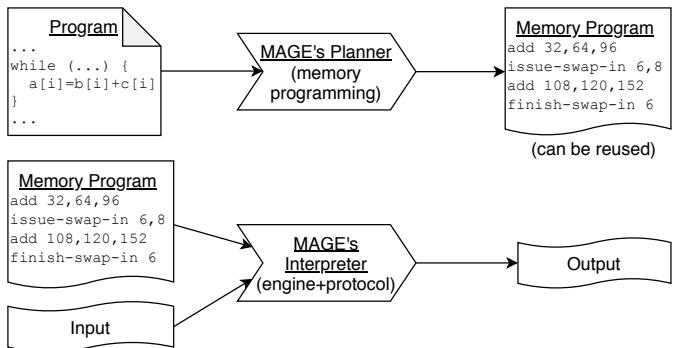 Program
...
while (...) {
  a[i]=b[i]+c[i]
}
...
MAGE's Planner
(memory
programming)
Memory Program
add 32,64,96
issue-swap-in 6,8
add 108,120,152
finish-swap-in 6
(can be reused)
Memory Program
add 32,64,96
issue-swap-in 6,8
add 108,120,152
finish-swap-in 6
Input
MAGE's
Interpreter
(engine+protocol)
Output